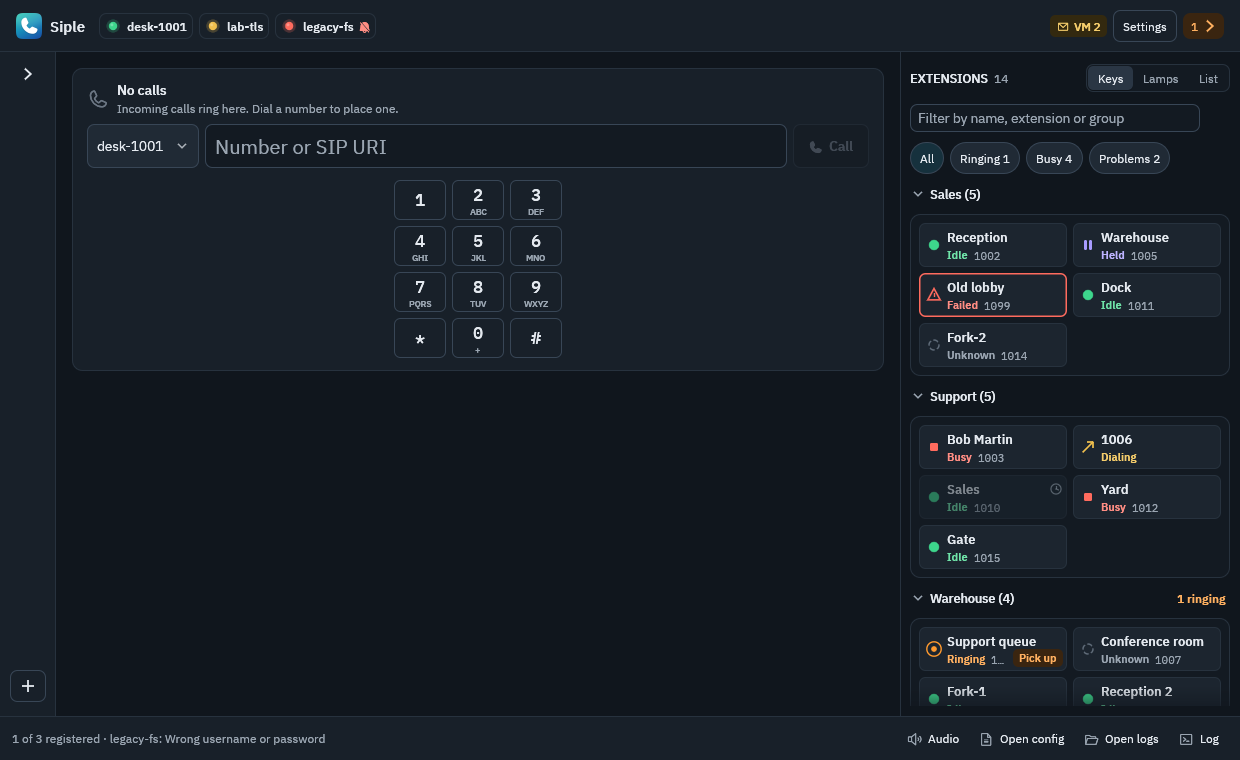 Siple
desk-1001
lab-tls
legacy-fs
VM 2
Settings
1
No calls
Incoming calls ring here. Dial a number to place one.
desk-1001
Number or SIP URI
Call
1
2 ABC
3 DEF
4 GHI
5 JKL
6 MNO
7 PQRS
8 TUV
9 WXYZ
*
0 +
#
EXTENSIONS 14
Keys
Lamps
List
Filter by name, extension or group
All
Ringing 1
Busy 4
Problems 2
Sales (5)
Reception
Idle 1002
Warehouse
Held 1005
Old lobby
Failed 1099
Dock
Idle 1011
Fork-2
Unknown 1014
Support (5)
Bob Martin
Busy 1003
1006
Dialing
Sales
Idle 1010
Yard
Busy 1012
Gate
Idle 1015
Warehouse (4)
1 ringing
Support queue
Ringing 1…
Pick up
Conference room
Unknown 1007
Fork-1
Reception 2
1 of 3 registered · legacy-fs: Wrong username or password
Audio
Open config
Open logs
Log